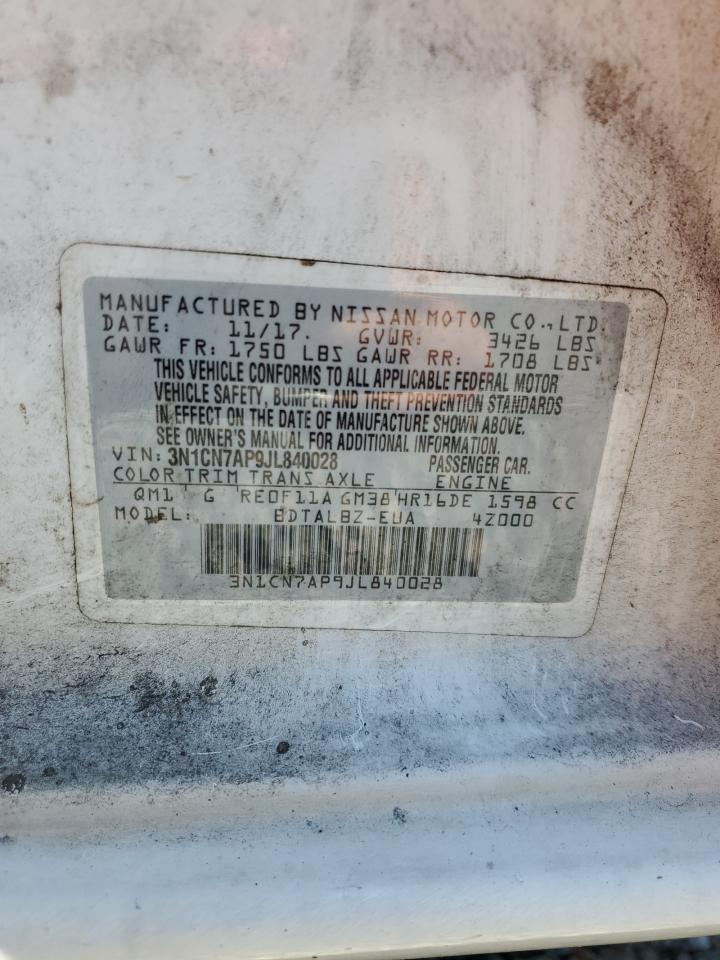 MANUFACTURED BY NISSAN MOTOR CO.,LTD.
DATE: 11/17. GVWR: 3426 LBS
GAWR FR: 1750 LBS GAWR RR: 1708 LBS
THIS VEHICLE CONFORMS TO ALL APPLICABLE FEDERAL MOTOR
VEHICLE SAFETY, BUMPER AND THEFT PREVENTION STANDARDS
IN EFFECT ON THE DATE OF MANUFACTURE SHOWN ABOVE.
SEE OWNER'S MANUAL FOR ADDITIONAL INFORMATION.
VIN: 3N1CN7AP9JL840028 PASSENGER CAR.
COLOR TRIM TRANS AXLE ENGINE
QM1 G RE0F11A GM38 HR16DE 1598 CC
MODEL: BDTALBZ-EUA 4Z000
3N1CN7AP9JL840028